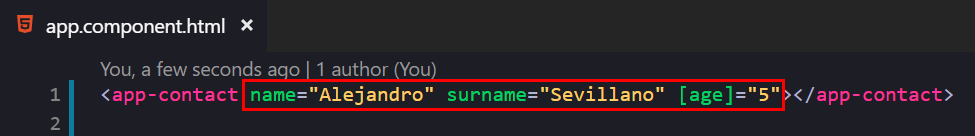 app.component.html ×
You, a few seconds ago | 1 author (You)
1 <app-contact name="Alejandro" surname="Sevillano" [age]="5"></app-contact>
2